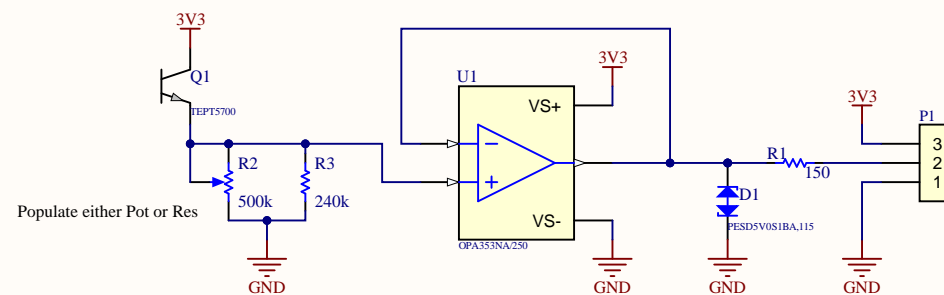 3V3
Q1
TEPT5700
R2
500k
R3
240k
Populate either Pot or Res
GND
U1
VS+
VS-
OPA353NA/250
3V3
GND
D1
PESD5V0S1BA,115
GND
R1
150
3V3
P1
3
2
1
GND